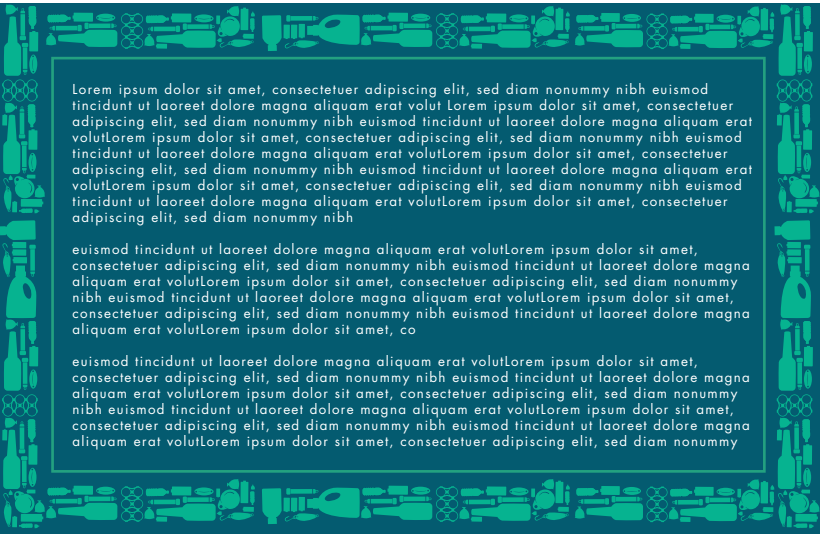 Lorem ipsum dolor sit amet, consectetuer adipiscing elit, sed diam nonummy nibh euismod
tincidunt ut laoreet dolore magna aliquam erat volut Lorem ipsum dolor sit amet, consectetuer
adipiscing elit, sed diam nonummy nibh euismod tincidunt ut laoreet dolore magna aliquam erat
volutLorem ipsum dolor sit amet, consectetuer adipiscing elit, sed diam nonummy nibh euismod
tincidunt ut laoreet dolore magna aliquam erat volutLorem ipsum dolor sit amet, consectetuer
adipiscing elit, sed diam nonummy nibh euismod tincidunt ut laoreet dolore magna aliquam erat
volutLorem ipsum dolor sit amet, consectetuer adipiscing elit, sed diam nonummy nibh euismod
tincidunt ut laoreet dolore magna aliquam erat volutLorem ipsum dolor sit amet, consectetuer
adipiscing elit, sed diam nonummy nibh
euismod tincidunt ut laoreet dolore magna aliquam erat volutLorem ipsum dolor sit amet,
consectetuer adipiscing elit, sed diam nonummy nibh euismod tincidunt ut laoreet dolore magna
aliquam erat volutLorem ipsum dolor sit amet, consectetuer adipiscing elit, sed diam nonummy
nibh euismod tincidunt ut laoreet dolore magna aliquam erat volutLorem ipsum dolor sit amet,
consectetuer adipiscing elit, sed diam nonummy nibh euismod tincidunt ut laoreet dolore magna
aliquam erat volutLorem ipsum dolor sit amet, co
euismod tincidunt ut laoreet dolore magna aliquam erat volutLorem ipsum dolor sit amet,
consectetuer adipiscing elit, sed diam nonummy nibh euismod tincidunt ut laoreet dolore magna
aliquam erat volutLorem ipsum dolor sit amet, consectetuer adipiscing elit, sed diam nonummy
nibh euismod tincidunt ut laoreet dolore magna aliquam erat volutLorem ipsum dolor sit amet,
consectetuer adipiscing elit, sed diam nonummy nibh euismod tincidunt ut laoreet dolore magna
aliquam erat volutLorem ipsum dolor sit amet, consectetuer adipiscing elit, sed diam nonummy